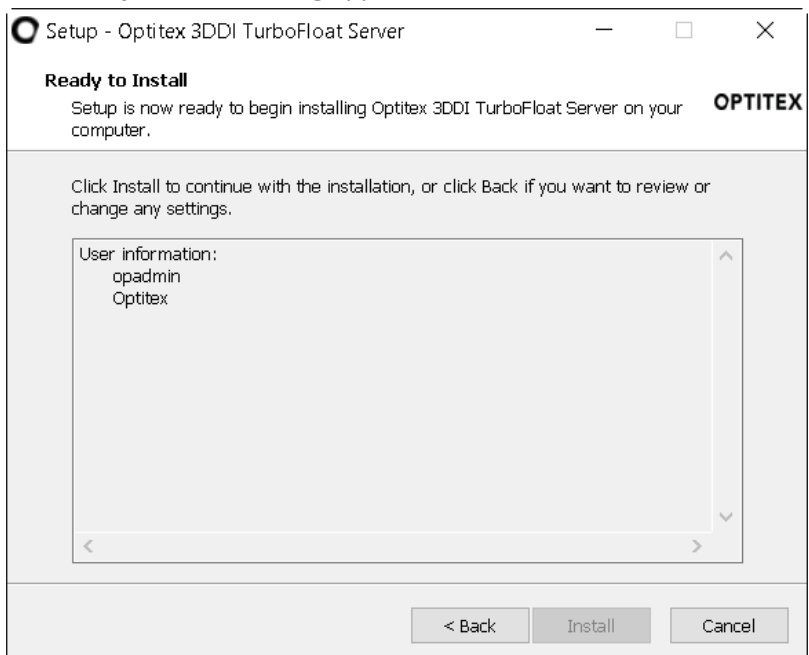 Setup - Optitex 3DDI TurboFloat Server
Ready to Install
Setup is now ready to begin installing Optitex 3DDI TurboFloat Server on your
computer.
OPTITEX
Click Install to continue with the installation, or click Back if you want to review or
change any settings.
User information:
opadmin
Optitex
< Back
Install
Cancel